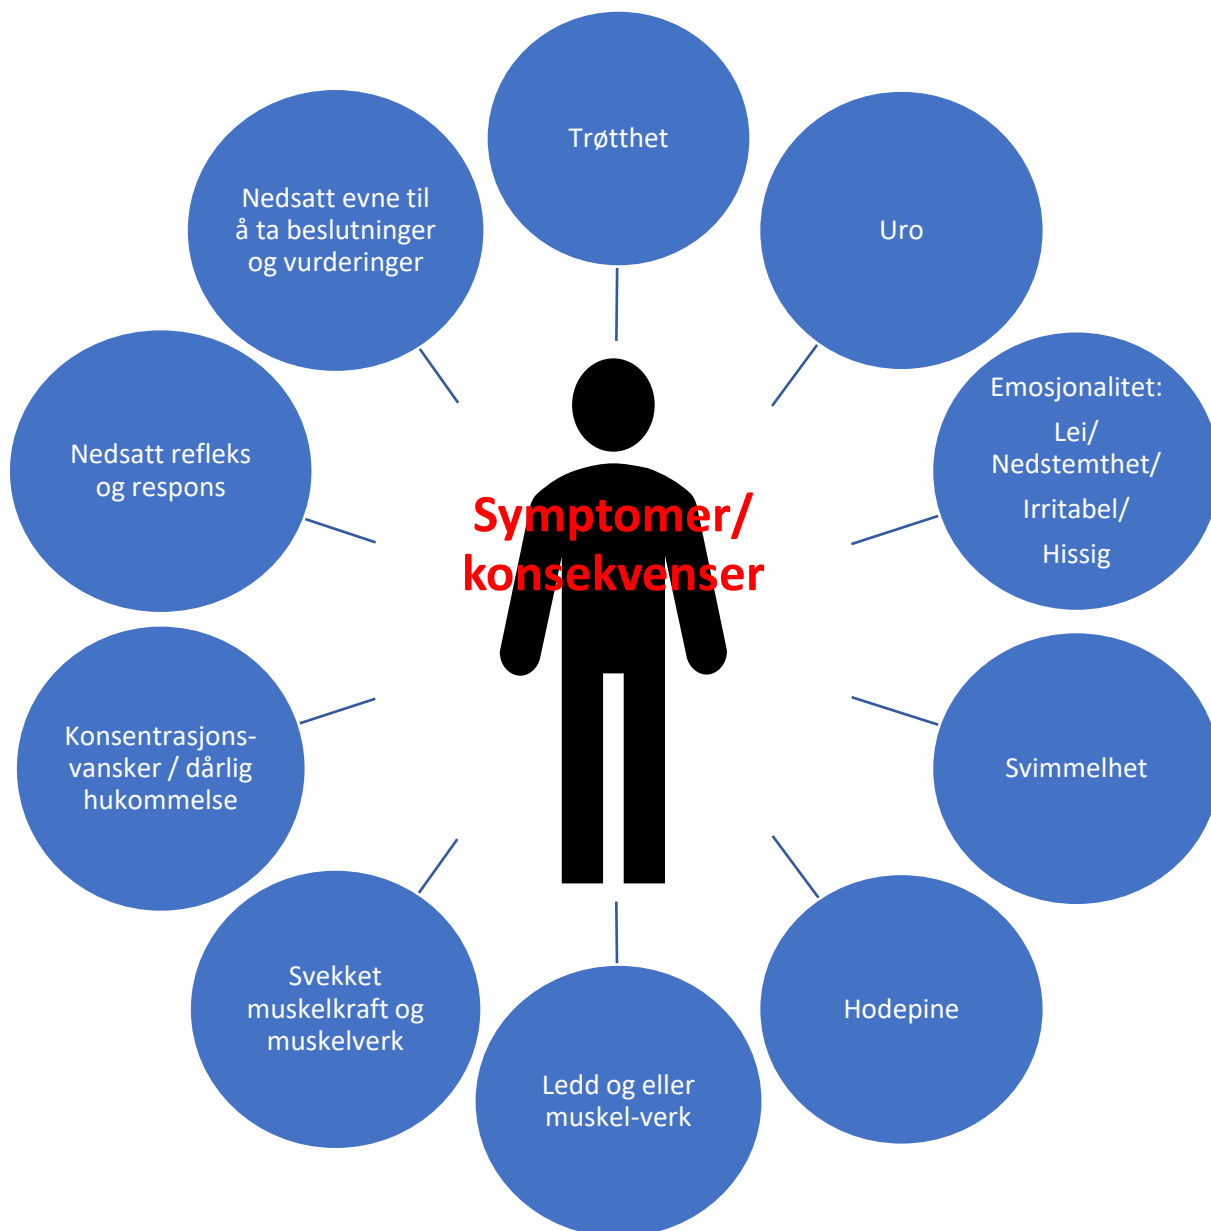 Trøtthet
Uro
Emosjonalitet:
Lei/
Nedstemthet/
Irritabel/
Hissig
Svimmelhet
Hodepine
Ledd og eller
muskel-verk
Svekket
muskelkraft og
muskelverk
Konsentrasjons-
vansker / dårlig
hukommelse
Nedsatt refleks
og respons
Nedsatt evne til
å ta beslutninger
og vurderinger
Symptomer/
konsekvenser